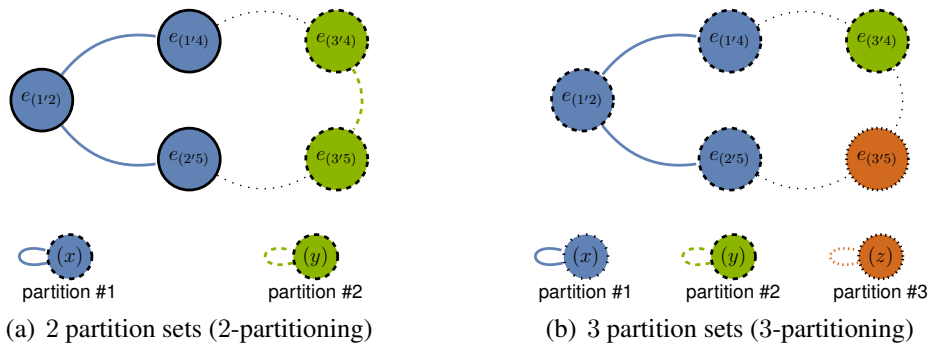 e(1′4) e(3′4) e(1′4) e(3′4)
e(1′2) e(1′2)
e(2′5) e(3′5) e(2′5) e(3′5)
(x) (y) (x) (y) (z)
partition #1 partition #2 partition #1 partition #2 partition #3
(a) 2 partition sets (2-partitioning) (b) 3 partition sets (3-partitioning)